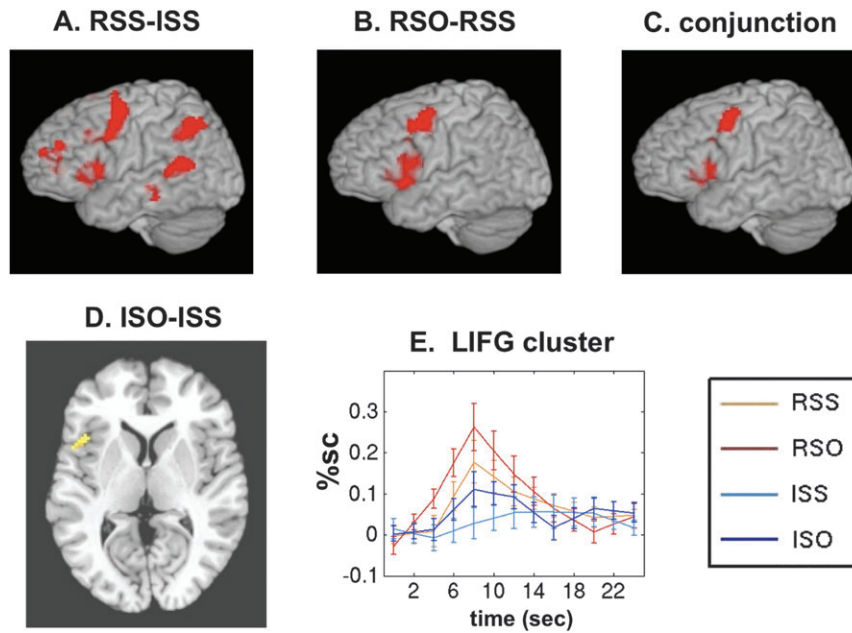 A. RSS-ISS
B. RSO-RSS
C. conjunction
D. ISO-ISS
E. LIFG cluster
%sc
0.3
0.2
0.1
0
-0.1
2 6 10 14 18 22
time (sec)
RSS
RSO
ISS
ISO